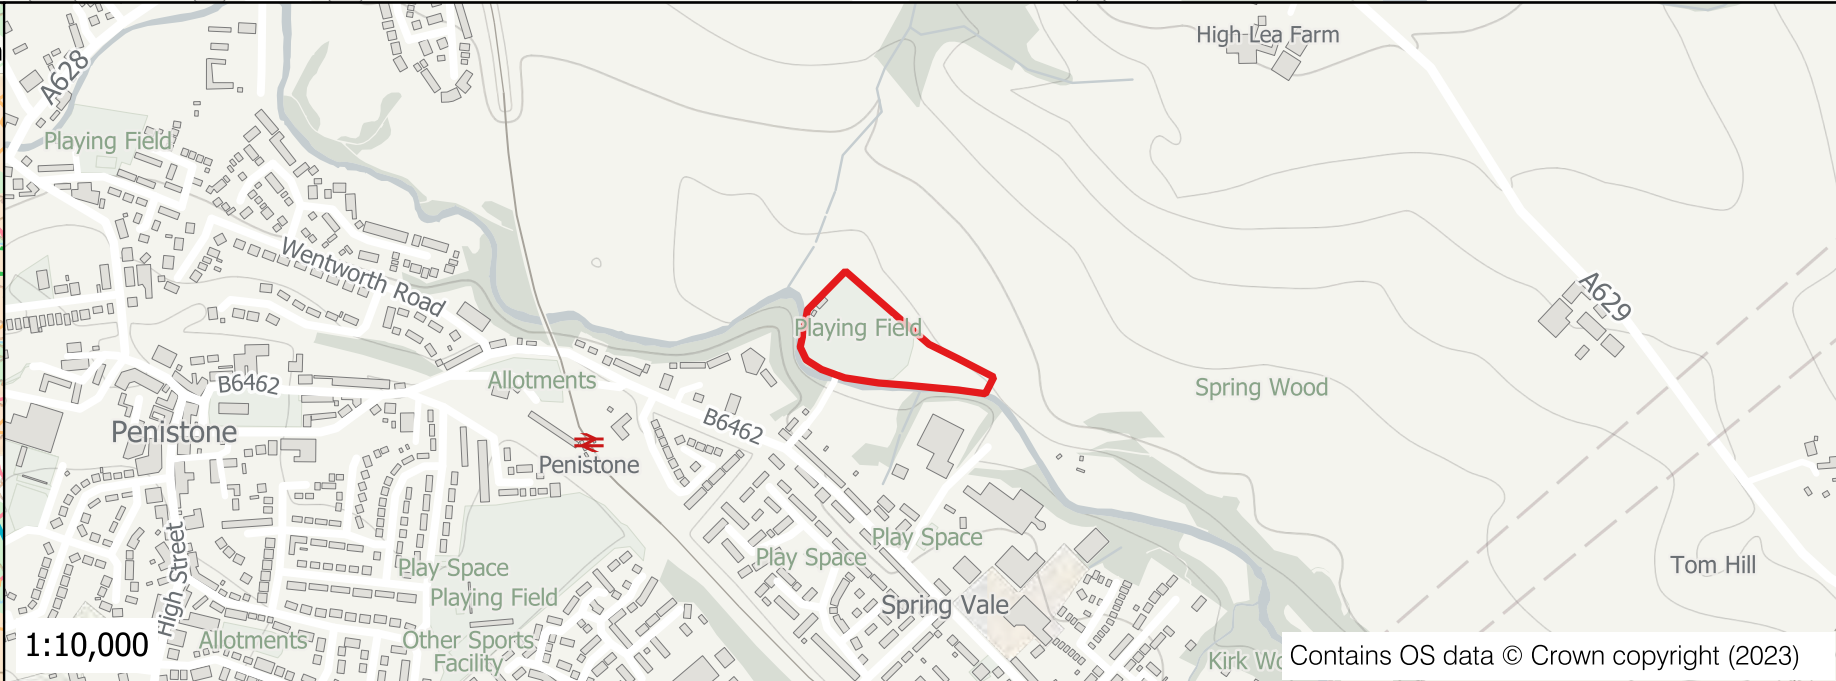 High Lea Farm
A628
Playing Field
Wentworth Road
A629
Playing Field
B6462
Allotments
Spring Wood
B6462
Penistone
Penistone
High Street
Play Space
Play Space
Play Space
Tom Hill
Playing Field
Spring Vale
1:10,000
Allotments
Other Sports
Facility
Kirk Wo
Contains OS data © Crown copyright (2023)